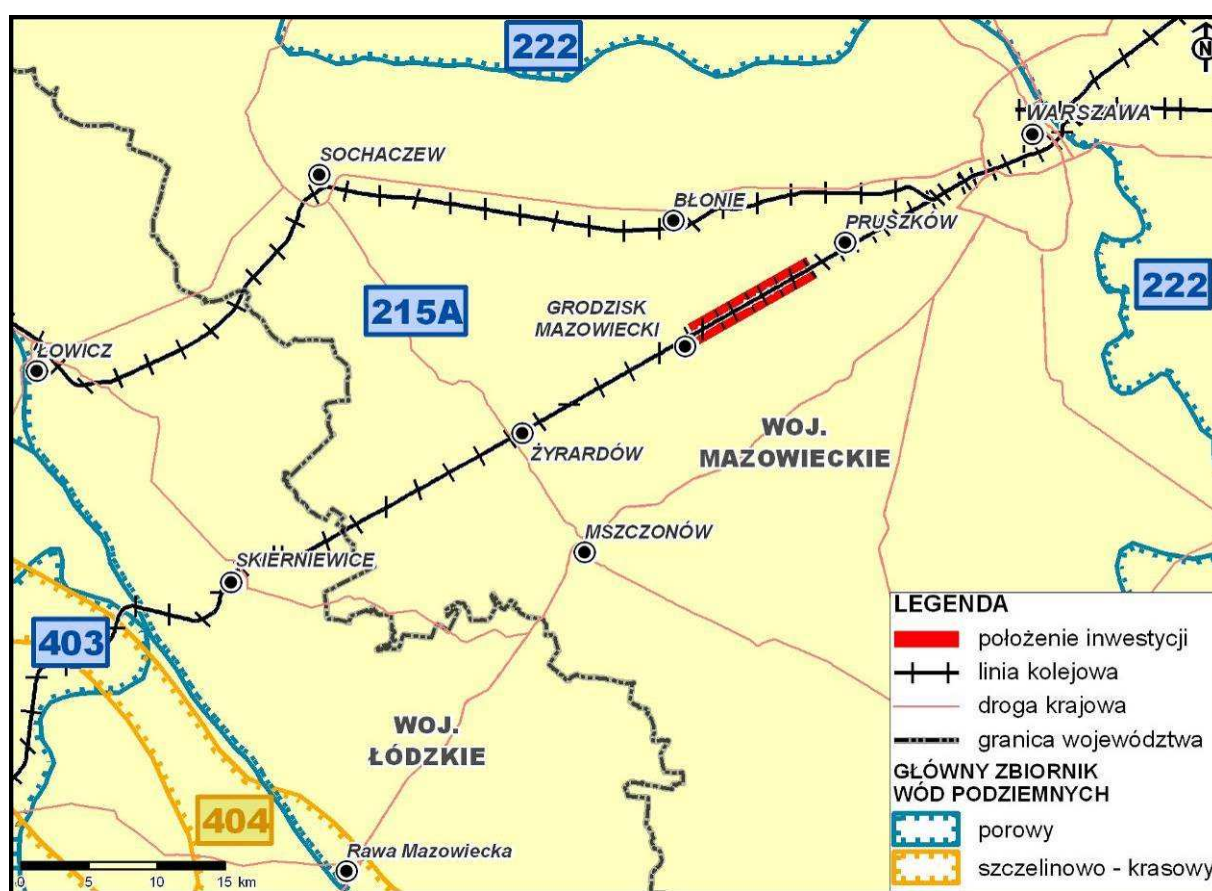 222
N
WARSZAWA
SOCHACZEW
BŁONIE
PRUSZKÓW
222
215A
GRODZISK
MAZOWIECKI
ŁOWICZ
WOJ.
MAZOWIECKIE
ŻYRARDÓW
MSZCZONÓW
SKIERNIEWICE
403
WOJ.
ŁÓDZKIE
404
Rawa Mazowiecka
0 5 10 15 km
LEGENDA
położenie inwestycji
linia kolejowa
droga krajowa
granica województwa
GŁÓWNY ZBIORNIK
WÓD PODZIEMNYCH
porowy
szczelinowo - krasowy